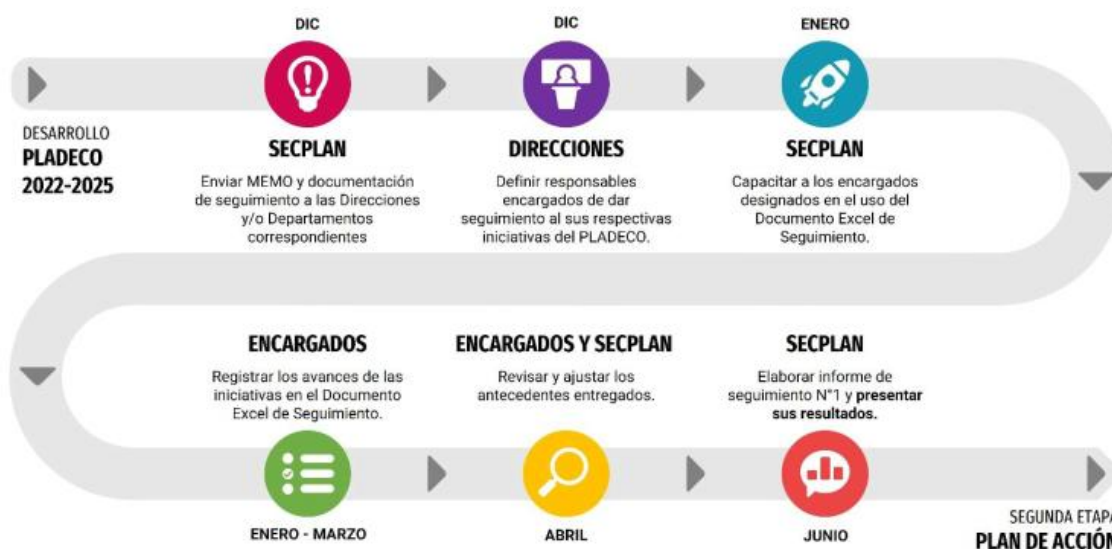 DIC
DIC
ENERO
DESARROLLO
PLADECO
2022-2025
SECPLAN
Enviar MEMO y documentación
de seguimiento a las Direcciones
y/o Departamentos
correspondientes
DIRECCIONES
Definir responsables
encargados de dar
seguimiento al sus respectivas
iniciativas del PLADECO.
SECPLAN
Capacitar a los encargados
designados en el uso del
Documento Excel de
Seguimiento.
ENCARGADOS
Registrar los avances de las
iniciativas en el Documento
Excel de Seguimiento.
ENERO - MARZO
ENCARGADOS Y SECPLAN
Revisar y ajustar los
antecedentes entregados.
ABRIL
SECPLAN
Elaborar informe de
seguimiento N°1 y presentar
sus resultados.
JUNIO
SEGUNDA ETAPA
PLAN DE ACCIÓN